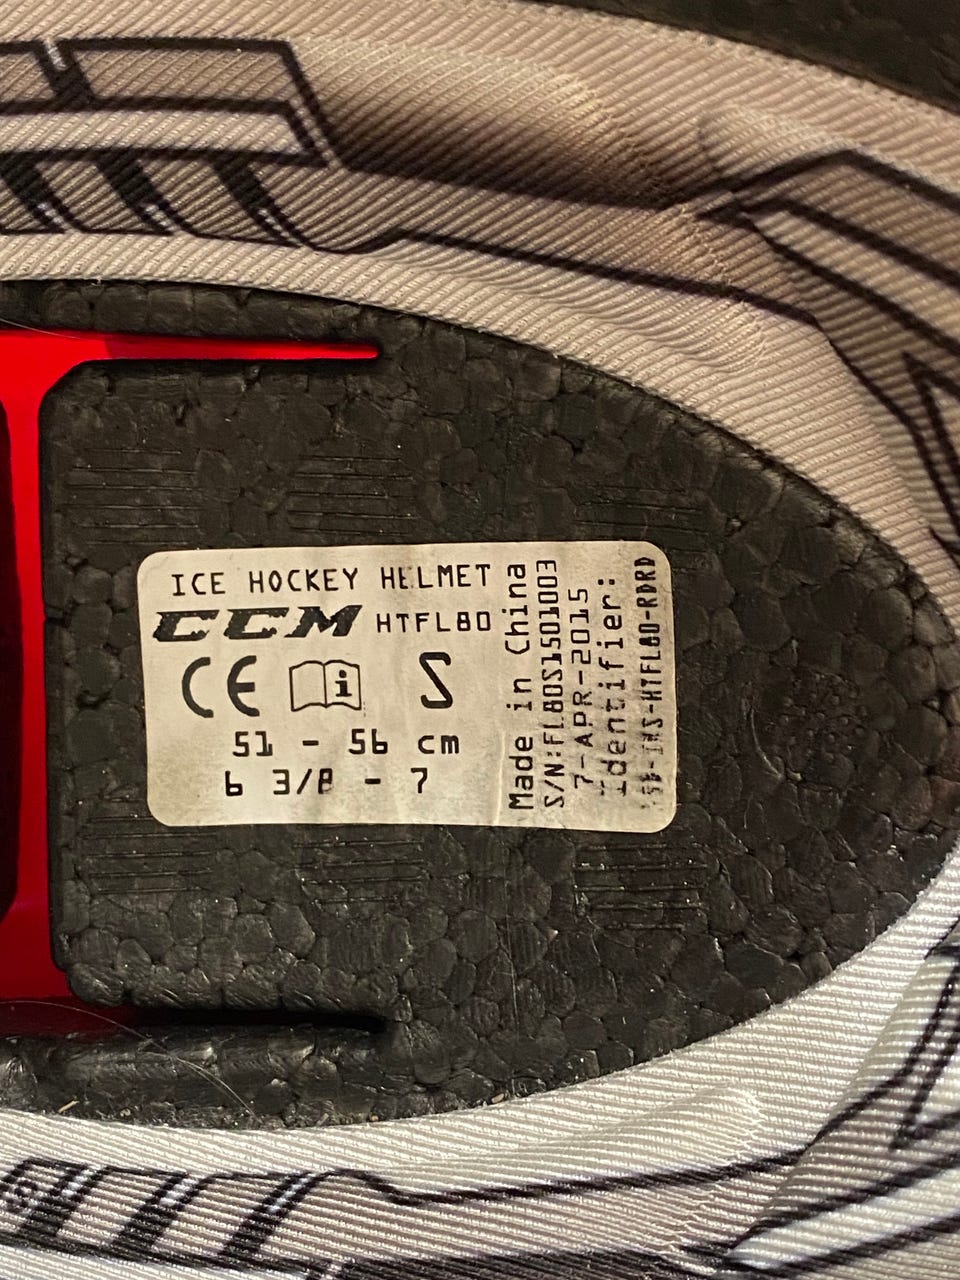 ICE HOCKEY HELMET
CCM HTFL80
CE i S
51 - 56 cm
6 3/8 - 7
Made in China
S/N:FL80S1501003
7-APR-2015
identifier: